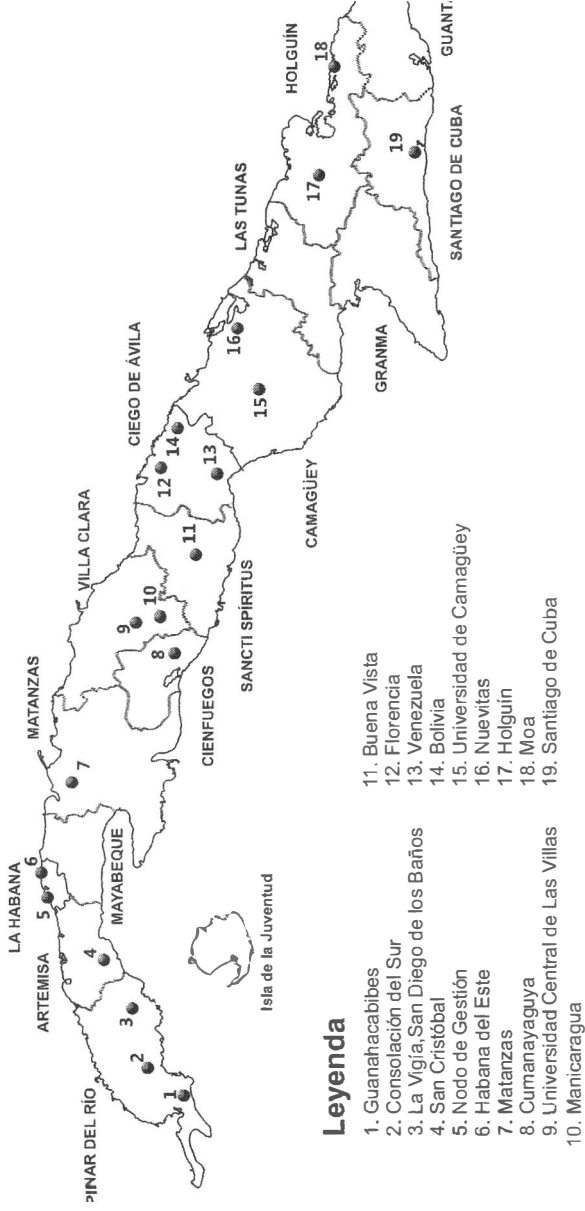 PINAR DEL RÍO
ARTEMISA
LA HABANA
MAYABEQUE
MATANZAS
CIENFUEGOS
VILLA CLARA
SANCTI SPÍRITUS
CIEGO DE ÁVILA
CAMAGÜEY
LAS TUNAS
GRANMA
HOLGUÍN
SANTIAGO DE CUBA
GUANT
Isla de la Juventud
1
2
3
4
5
6
7
8
9
10
11
12
13
14
15
16
17
18
19
Leyenda
1. Guanahacabibes
2. Consolación del Sur
3. La Vigía,San Diego de los Baños
4. San Cristóbal
5. Nodo de Gestión
6. Habana del Este
7. Matanzas
8. Cumanayaguya
9. Universidad Central de Las Villas
10. Manicaragua
11. Buena Vista
12. Florencia
13. Venezuela
14. Bolivia
15. Universidad de Camagüey
16. Nuevitas
17. Holguín
18. Moa
19. Santiago de Cuba